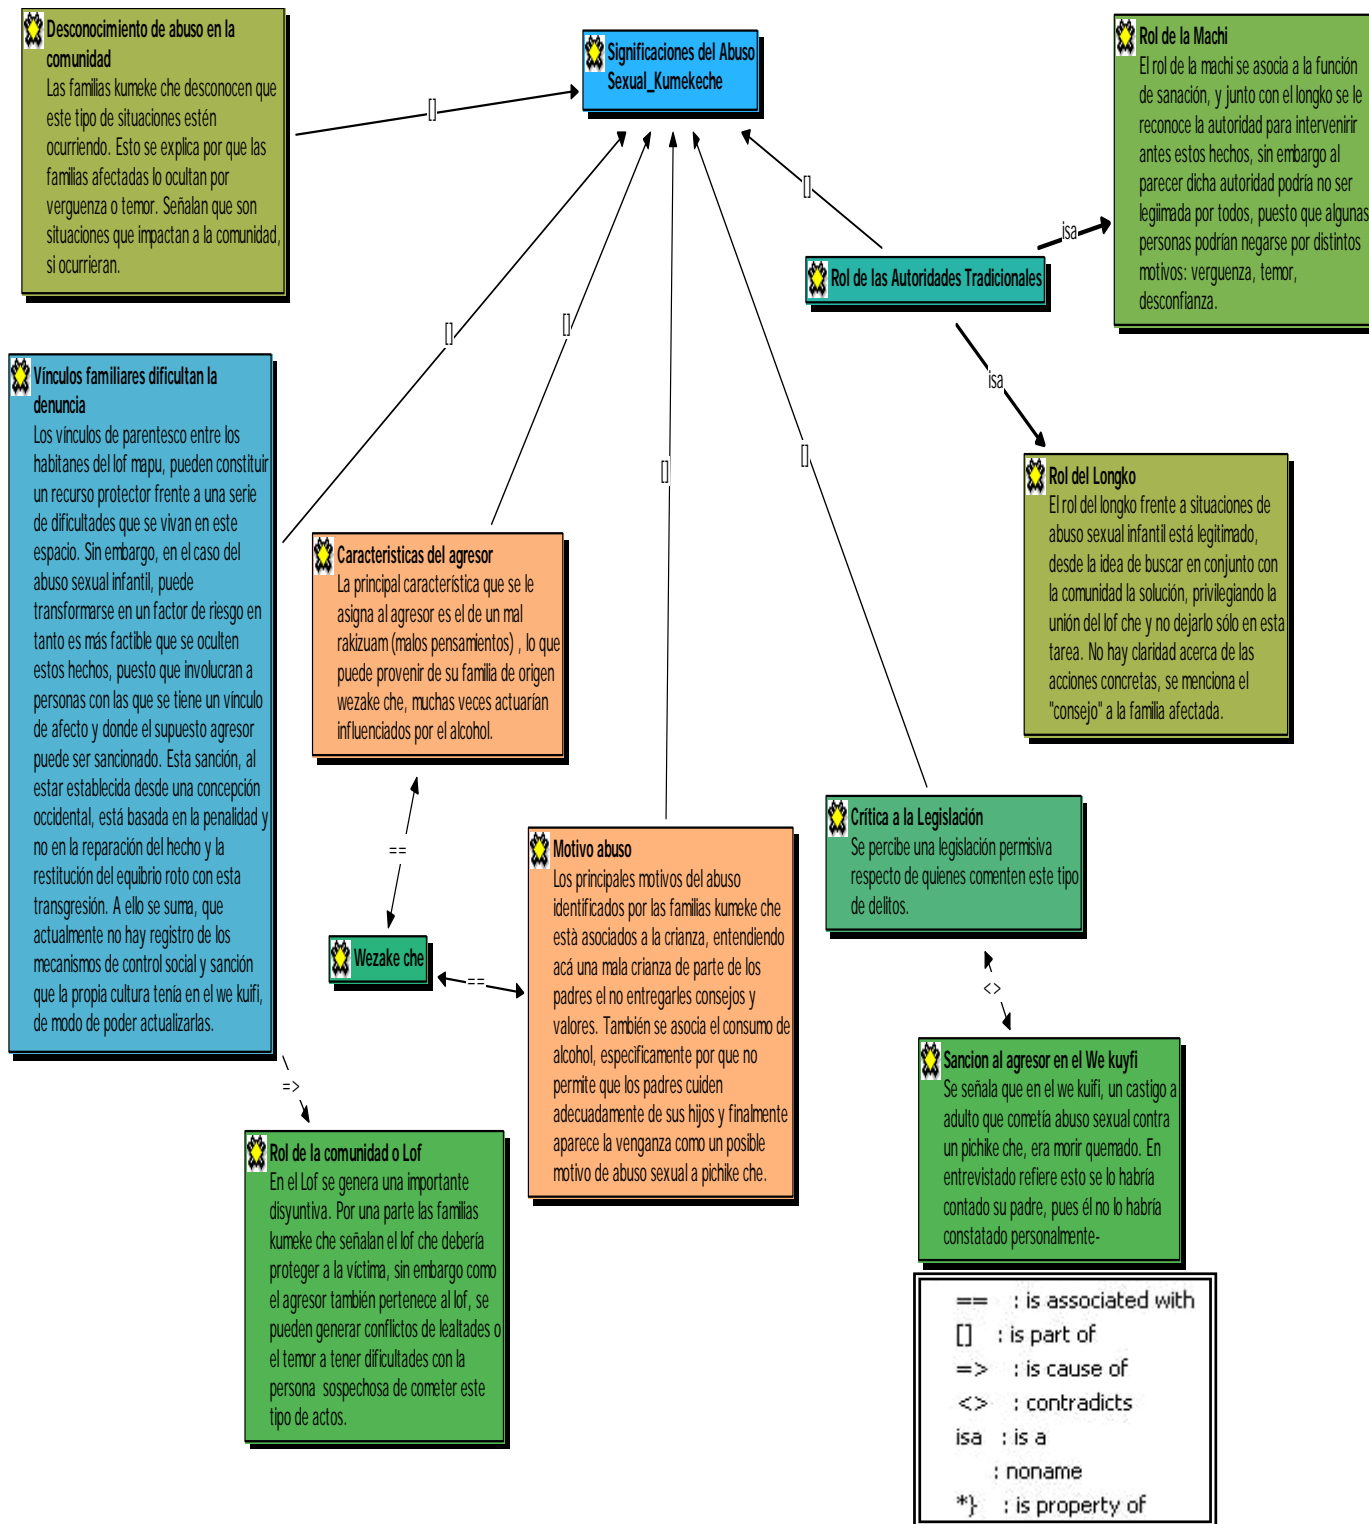 Desconocimiento de abuso en la
comunidad
Las familias kumeke che desconocen que
este tipo de situaciones estén
ocurriendo. Esto se explica por que las
familias afectadas lo ocultan por
verguenza o temor. Señalan que son
situaciones que impactan a la comunidad,
si ocurrieran.
Significaciones del Abuso
Sexual_Kumekeche
Rol de la Machi
El rol de la machi se asocia a la función
de sanación, y junto con el longko se le
reconoce la autoridad para intervenirir
antes estos hechos, sin embargo al
parecer dicha autoridad podría no ser
legiimada por todos, puesto que algunas
personas podrían negarse por distintos
motivos: verguenza, temor,
desconfianza.
[]
[]
isa
Rol de las Autoridades Tradicionales
[]
[]
isa
[]
[]
Vínculos familiares dificultan la
denuncia
Los vínculos de parentesco entre los
habitanes del lof mapu, pueden constituir
un recurso protector frente a una serie
de dificultades que se vivan en este
espacio. Sin embargo, en el caso del
abuso sexual infantil, puede
transformarse en un factor de riesgo en
tanto es más factible que se oculten
estos hechos, puesto que involucran a
personas con las que se tiene un vínculo
de afecto y donde el supuesto agresor
puede ser sancionado. Esta sanción, al
estar establecida desde una concepción
occidental, está basada en la penalidad y
no en la reparación del hecho y la
restitución del equibrio roto con esta
transgresión. A ello se suma, que
actualmente no hay registro de los
mecanismos de control social y sanción
que la propia cultura tenía en el we kuifi,
de modo de poder actualizarlas.
Caracteristicas del agresor
La principal característica que se le
asigna al agresor es el de un mal
rakizuam (malos pensamientos) , lo que
puede provenir de su familia de origen
wezake che, muchas veces actuarían
influenciados por el alcohol.
Rol del Longko
El rol del longko frente a situaciones de
abuso sexual infantil está legitimado,
desde la idea de buscar en conjunto con
la comunidad la solución, privilegiando la
unión del lof che y no dejarlo sólo en esta
tarea. No hay claridad acerca de las
acciones concretas, se menciona el
"consejo" a la familia afectada.
==
Wezake che
==
Motivo abuso
Los principales motivos del abuso
identificados por las familias kumeke che
està asociados a la crianza, entendiendo
acá una mala crianza de parte de los
padres el no entregarles consejos y
valores. También se asocia el consumo de
alcohol, especificamente por que no
permite que los padres cuiden
adecuadamente de sus hijos y finalmente
aparece la venganza como un posible
motivo de abuso sexual a pichike che.
Crítica a la Legislación
Se percibe una legislación permisiva
respecto de quienes comenten este tipo
de delitos.
<>
Sancion al agresor en el We kuyfi
Se señala que en el we kuifi, un castigo a
adulto que cometía abuso sexual contra
un pichike che, era morir quemado. En
entrevistado refiere esto se lo habría
contado su padre, pues él no lo habría
constatado personalmente-
=>
Rol de la comunidad o Lof
En el Lof se genera una importante
disyuntiva. Por una parte las familias
kumeke che señalan el lof che debería
proteger a la víctima, sin embargo como
el agresor también pertenece al lof, se
pueden generar conflictos de lealtades o
el temor a tener dificultades con la
persona sospechosa de cometer este
tipo de actos.
== : is associated with
[] : is part of
=> : is cause of
<> : contradicts
isa : is a
: noname
*} : is property of